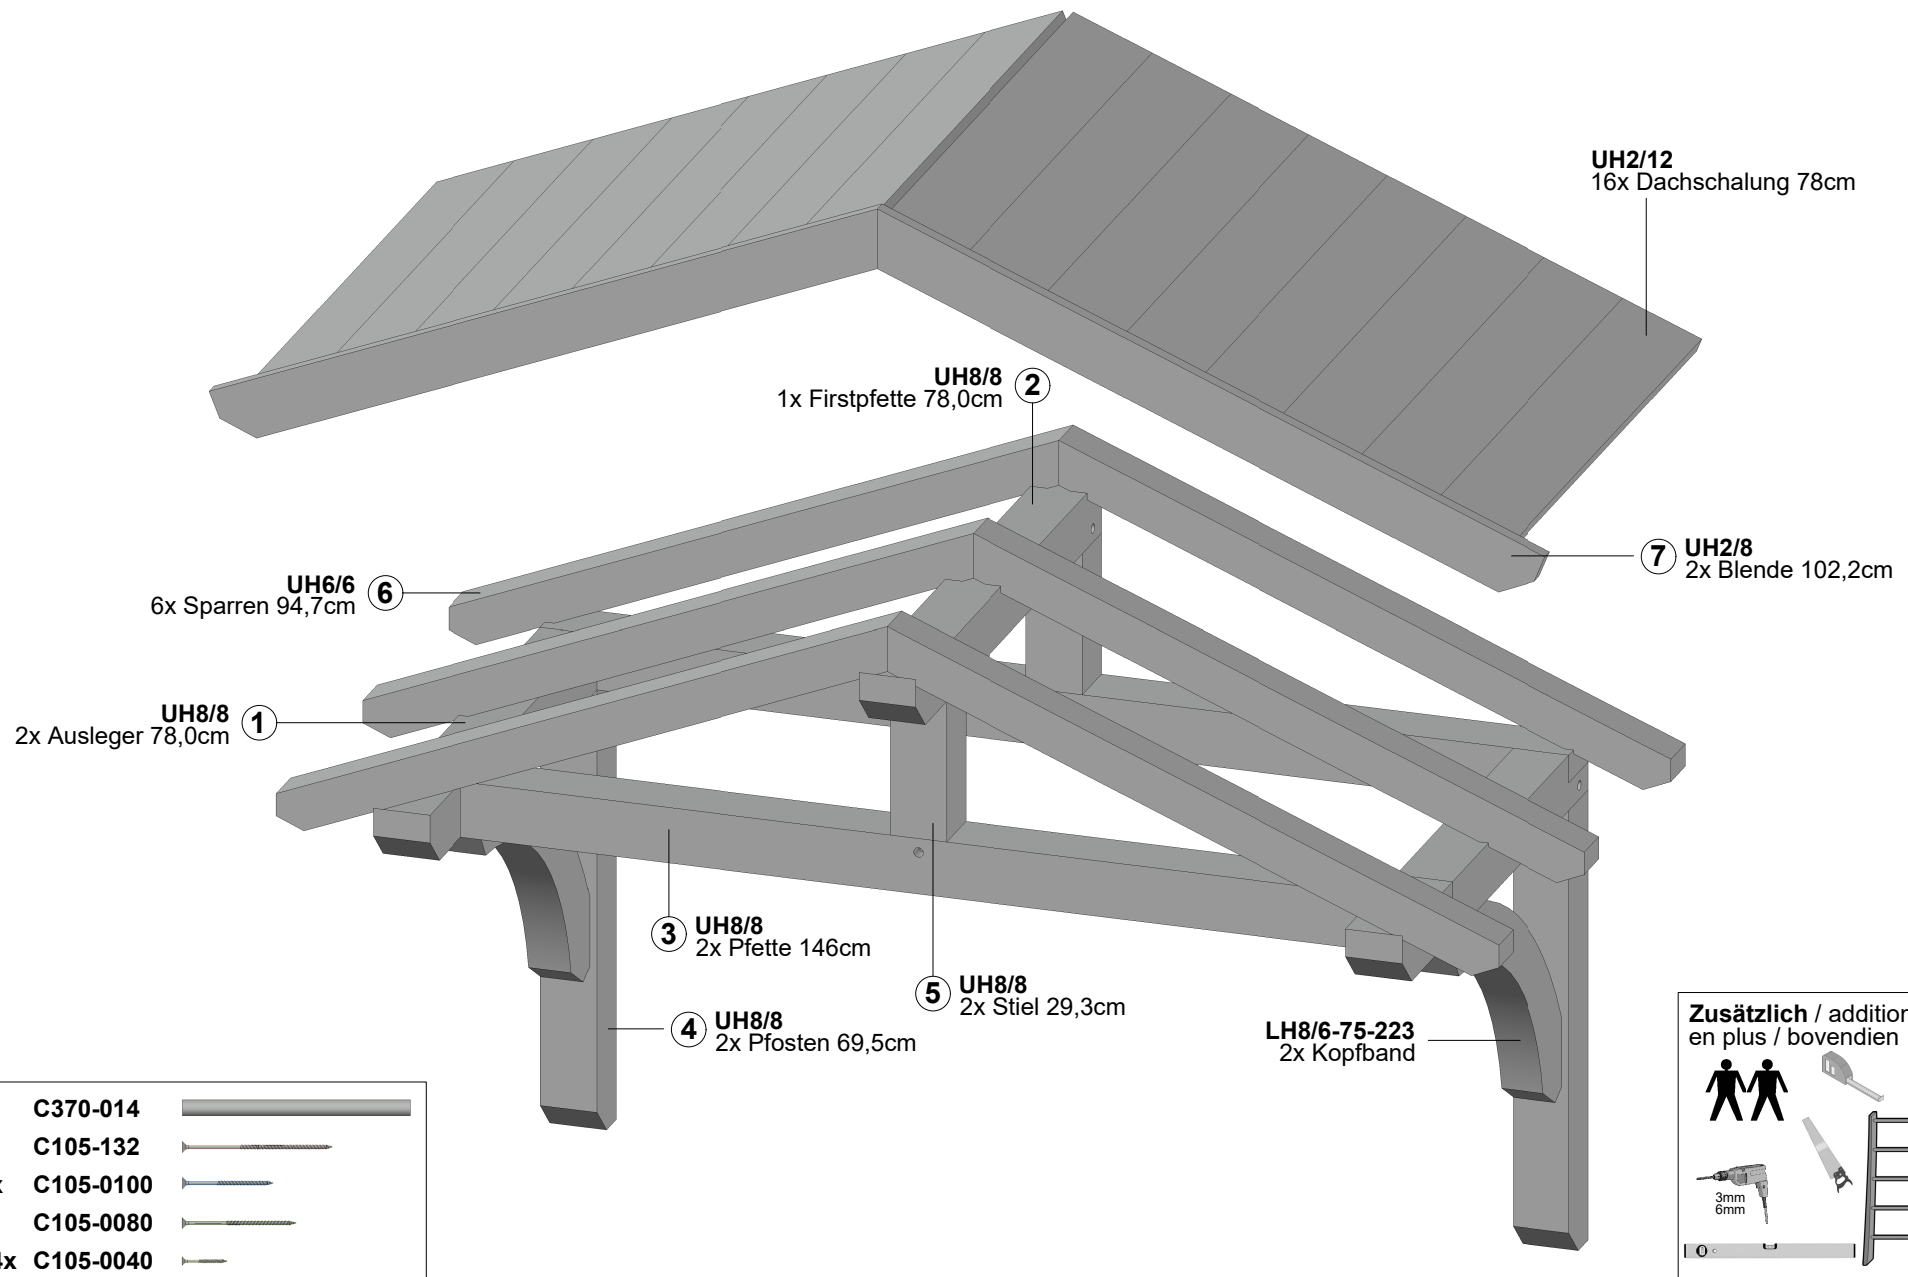 UH2/12
16x Dachschalung 78cm
UH8/8
1x Firstpfette 78,0cm
2
7
UH2/8
2x Blende 102,2cm
UH6/6
6x Sparren 94,7cm
6
UH8/8
2x Ausleger 78,0cm
1
3
UH8/8
2x Pfette 146cm
5
UH8/8
2x Stiel 29,3cm
4
UH8/8
2x Pfosten 69,5cm
LH8/6-75-223
2x Kopfband
C370-014
C105-132
x C105-0100
C105-0080
4x C105-0040
Zusätzlich / addition
en plus / bovendien
3mm
6mm